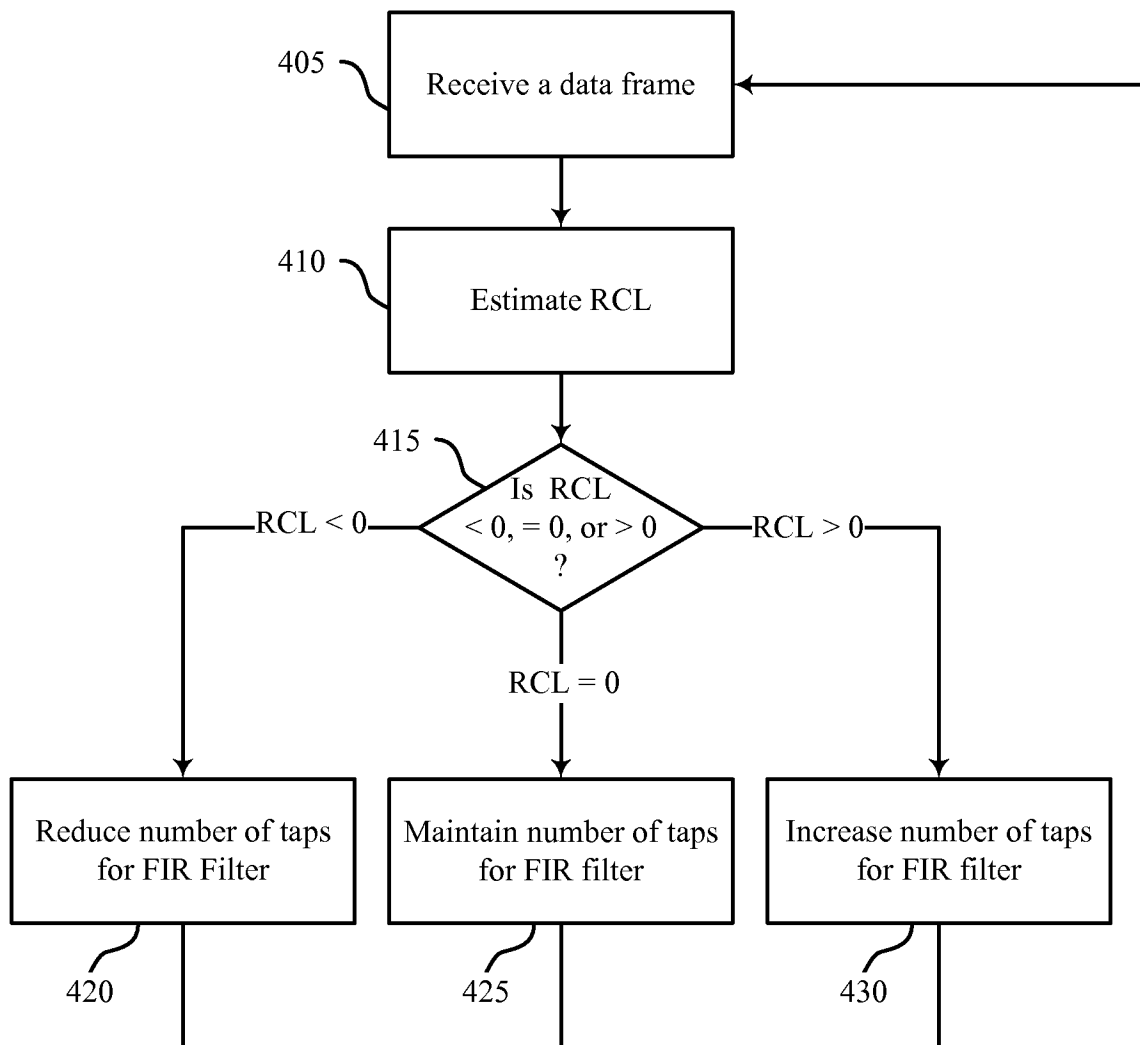 405
Receive a data frame
410
Estimate RCL
415
Is RCL
< 0, = 0, or > 0
?
RCL < 0
RCL > 0
RCL = 0
Reduce number of taps
for FIR Filter
Maintain number of taps
for FIR filter
Increase number of taps
for FIR filter
420
425
430